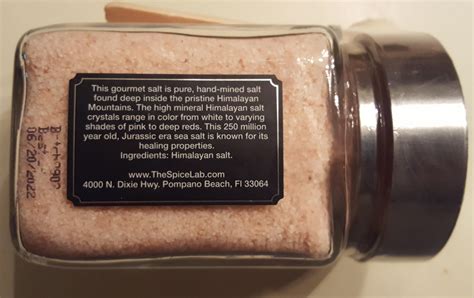 This gourmet salt is pure, hand-mined salt
found deep inside the pristine Himalayan
Mountains. The high mineral Himalayan salt
crystals range in color from white to varying
shades of pink to deep reds. This 250 million
year old, Jurassic era sea salt is known for its
healing properties.
Ingredients: Himalayan salt.
www.TheSpiceLab.com
4000 N. Dixie Hwy. Pompano Beach, Fl 33064
06/20/2022